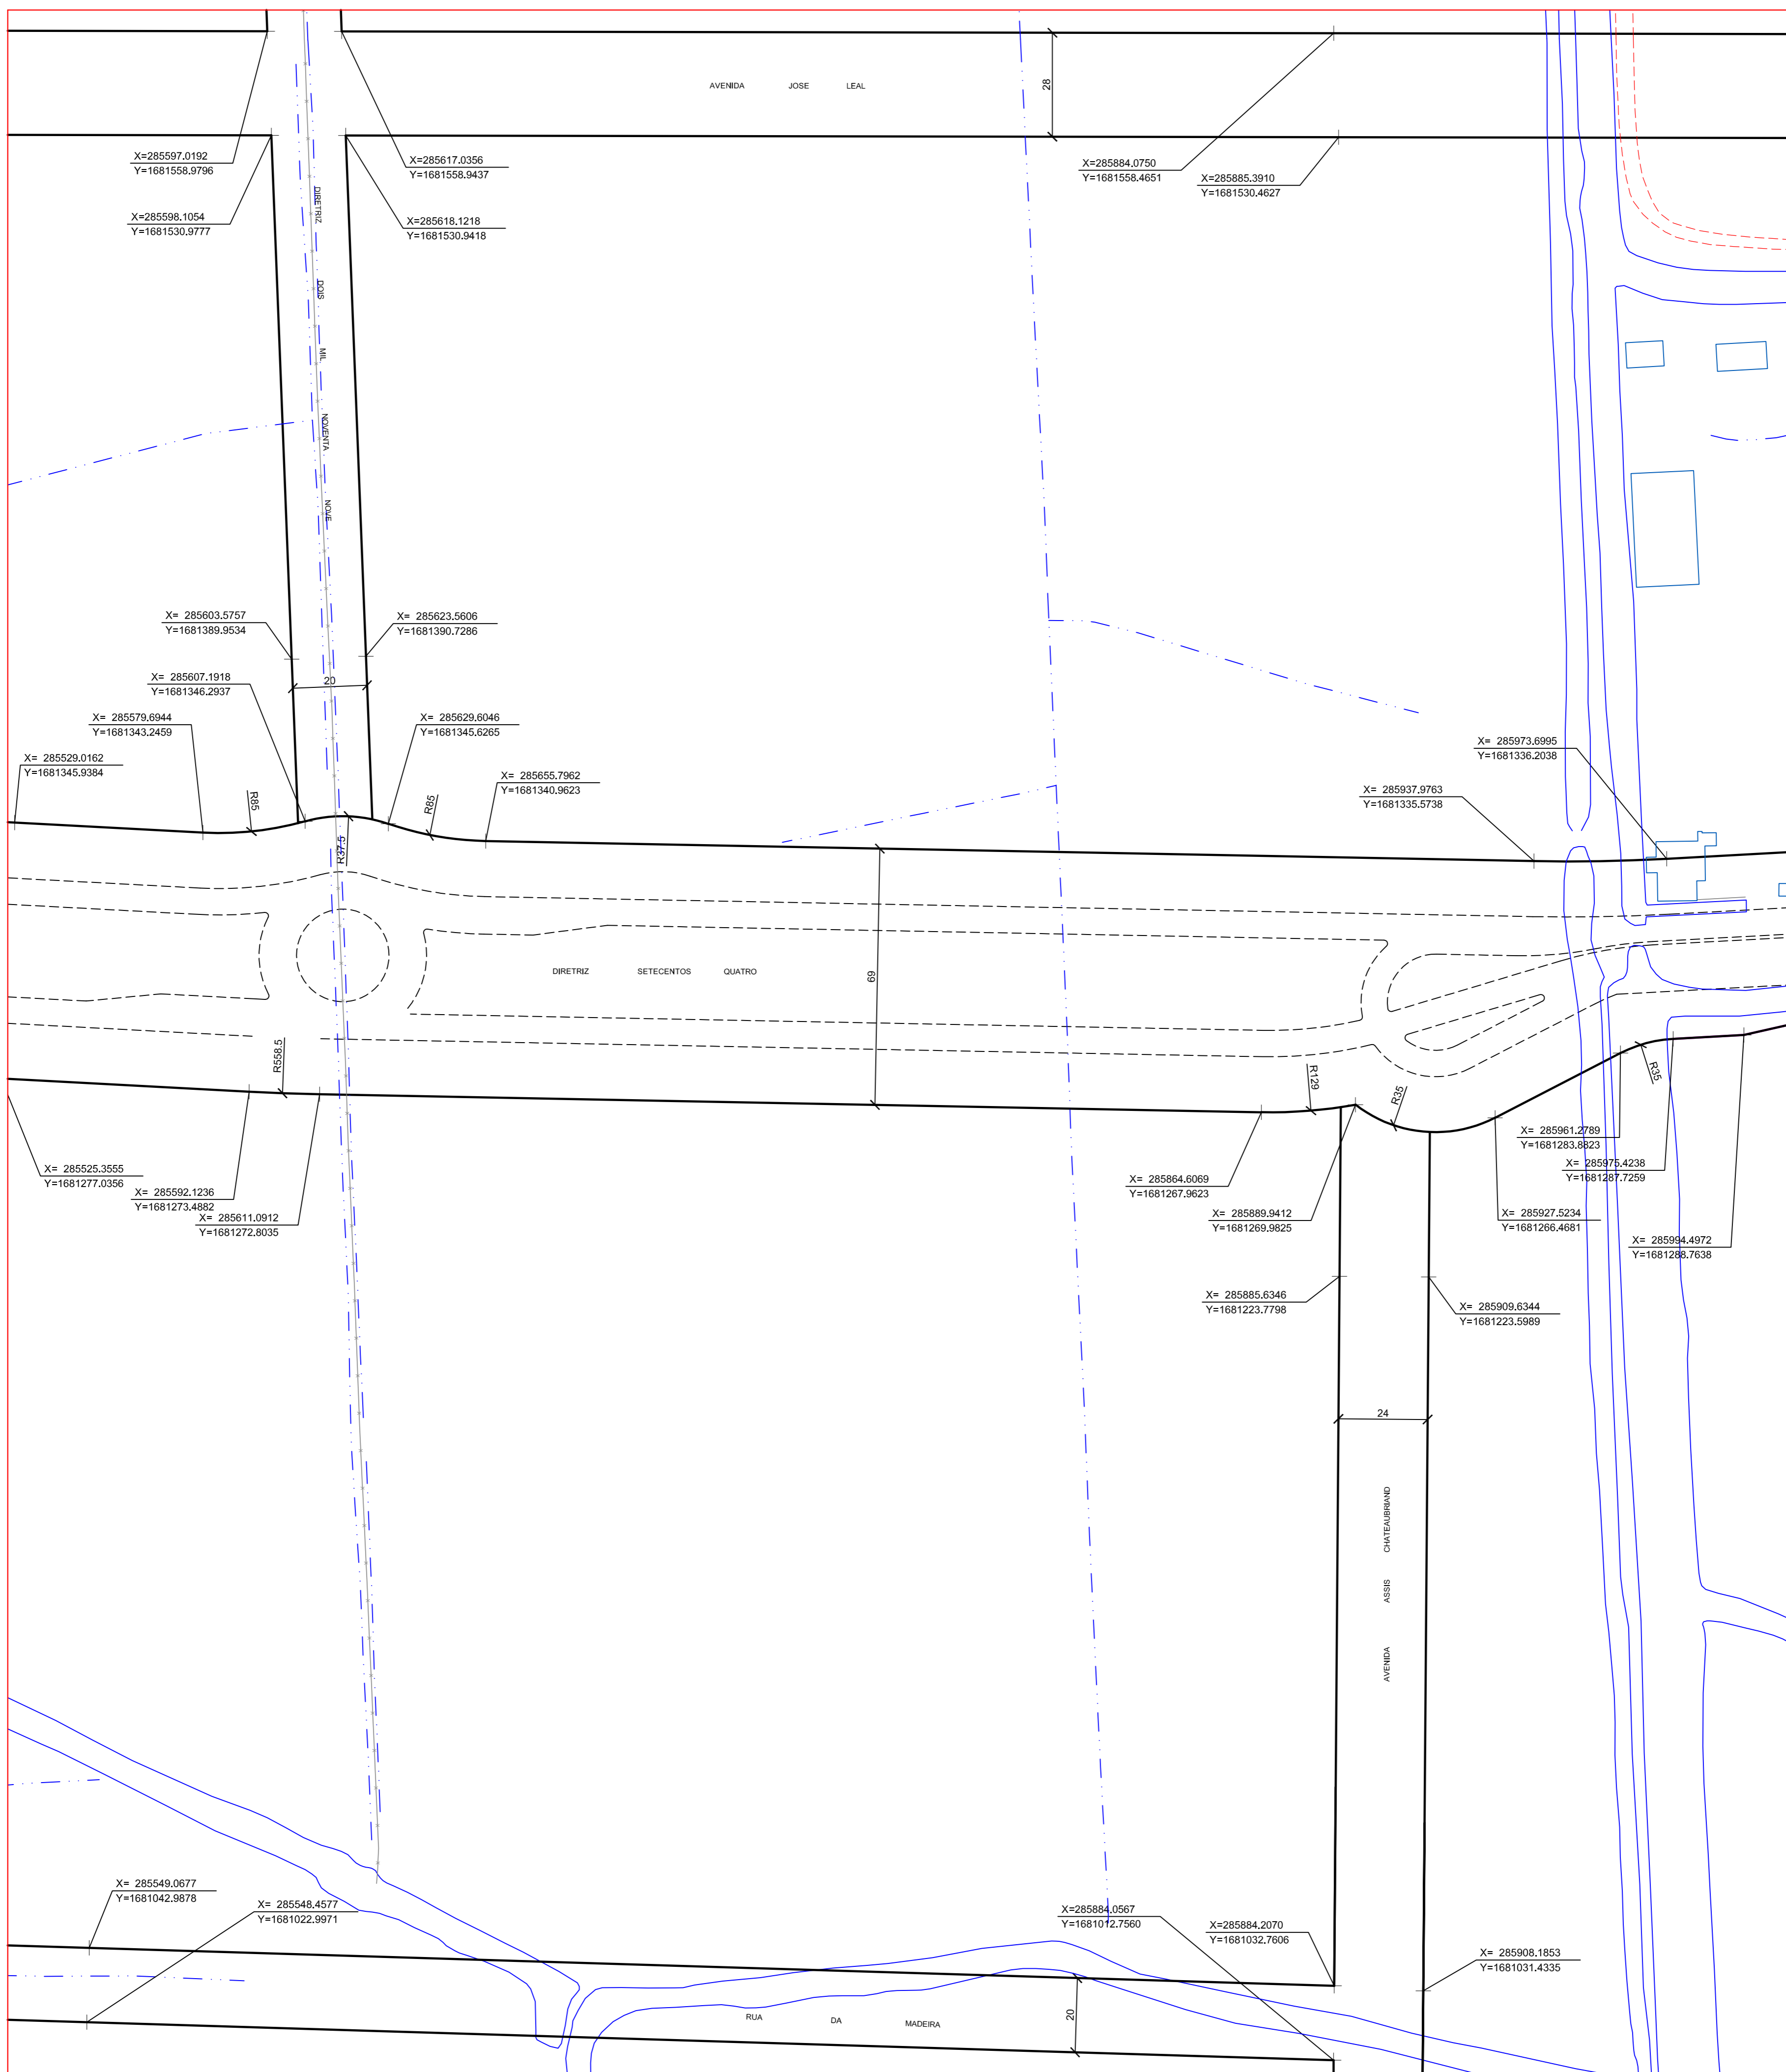 AVENIDA JOSE LEAL
28
X=285597.0192
Y=1681558.9796
X=285617.0356
Y=1681558.9437
X=285884.0750
Y=1681558.4651
X=285885.3910
Y=1681530.4627
X=285598.1054
Y=1681530.9777
X=285618.1218
Y=1681530.9418
DIRETRIZ DOIS MIL NOVENTA NOVE
X= 285603.5757
Y=1681389.9534
X= 285623.5606
Y=1681390.7286
X= 285607.1918
Y=1681346.2937
20
X= 285579.6944
Y=1681343.2459
X= 285629.6046
Y=1681345.6265
X= 285529.0162
Y=1681345.9384
X= 285655.7962
Y=1681340.9623
X= 285973.6995
Y=1681336.2038
X= 285937.9763
Y=1681335.5738
R85
R85
R37.5
DIRETRIZ SETECENTOS QUATRO
69
R558.5
R129
R35
R35
X= 285525.3555
Y=1681277.0356
X= 285592.1236
Y=1681273.4882
X= 285611.0912
Y=1681272.8035
X= 285864.6069
Y=1681267.9623
X= 285889.9412
Y=1681269.9825
X= 285961.2789
Y=1681283.8823
X= 285975.4238
Y=1681287.7259
X= 285927.5234
Y=1681266.4681
X= 285994.4972
Y=1681288.7638
X= 285885.6346
Y=1681223.7798
X= 285909.6344
Y=1681223.5989
24
AVENIDA ASSIS CHATEAUBRIAND
X= 285549.0677
Y=1681042.9878
X= 285548.4577
Y=1681022.9971
X=285884.0567
Y=1681012.7560
X=285884.2070
Y=1681032.7606
X= 285908.1853
Y=1681031.4335
20
RUA DA MADEIRA